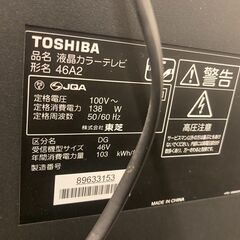 TOSHIBA
品名 液晶カラーテレビ
形名 46A2
JQA
定格電圧: 100V~
定格消費電力: 138 W
定格周波数: 50/60 Hz
株式会社 東芝
区分名: DG
受信機型サイズ: 46V
年間消費電力量: 103 kWh/
製造番号:
89633153
警告
高圧注意
MADE IN CHINA